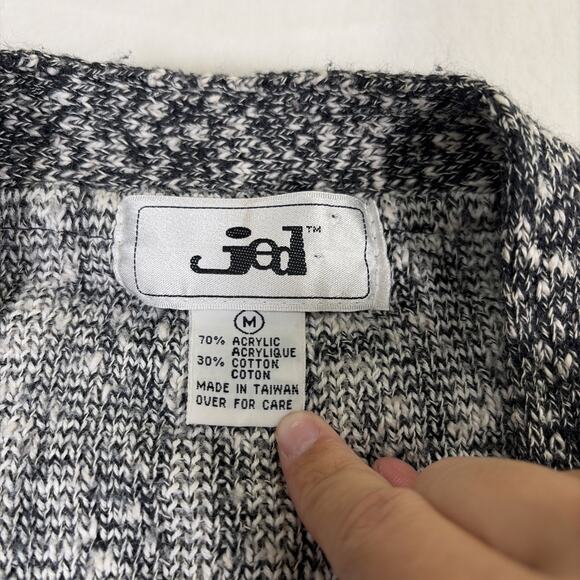 jed™
M
70% ACRYLIC
ACRYLIQUE
30% COTTON
COTON
MADE IN TAIWAN
OVER FOR CARE